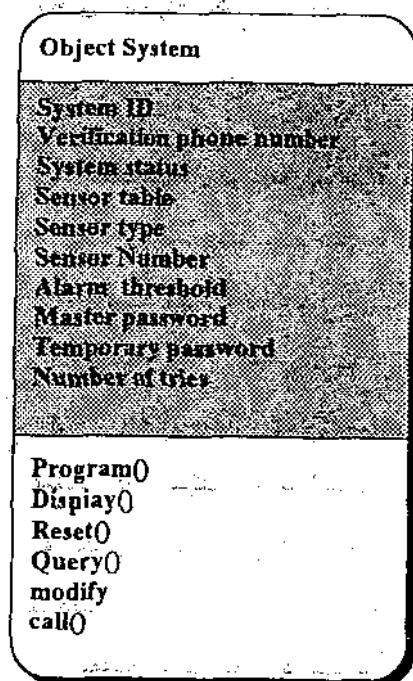 Object System
System ID
Verification phone number
System status
Sensor table
Sensor type
Sensor Number
Alarm threshold
Master password
Temporary password
Number of tries
Program()
Display()
Reset()
Query()
modify
call()